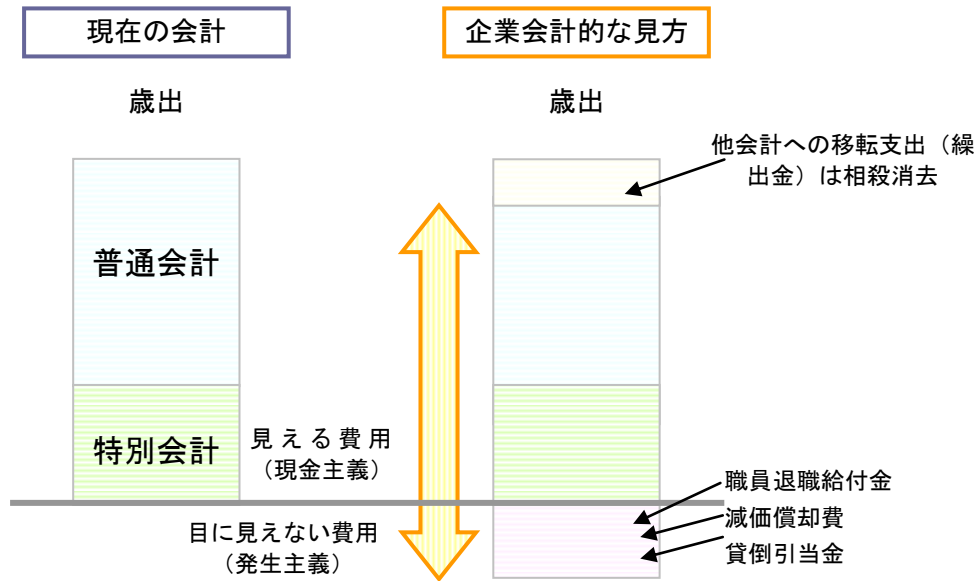 現在の会計
企業会計的な見方
歳出
歳出
他会計への移転支出（繰
出金）は相殺消去
普通会計
特別会計
見える費用
（現金主義）
目に見えない費用
（発生主義）
職員退職給付金
減価償却費
貸倒引当金